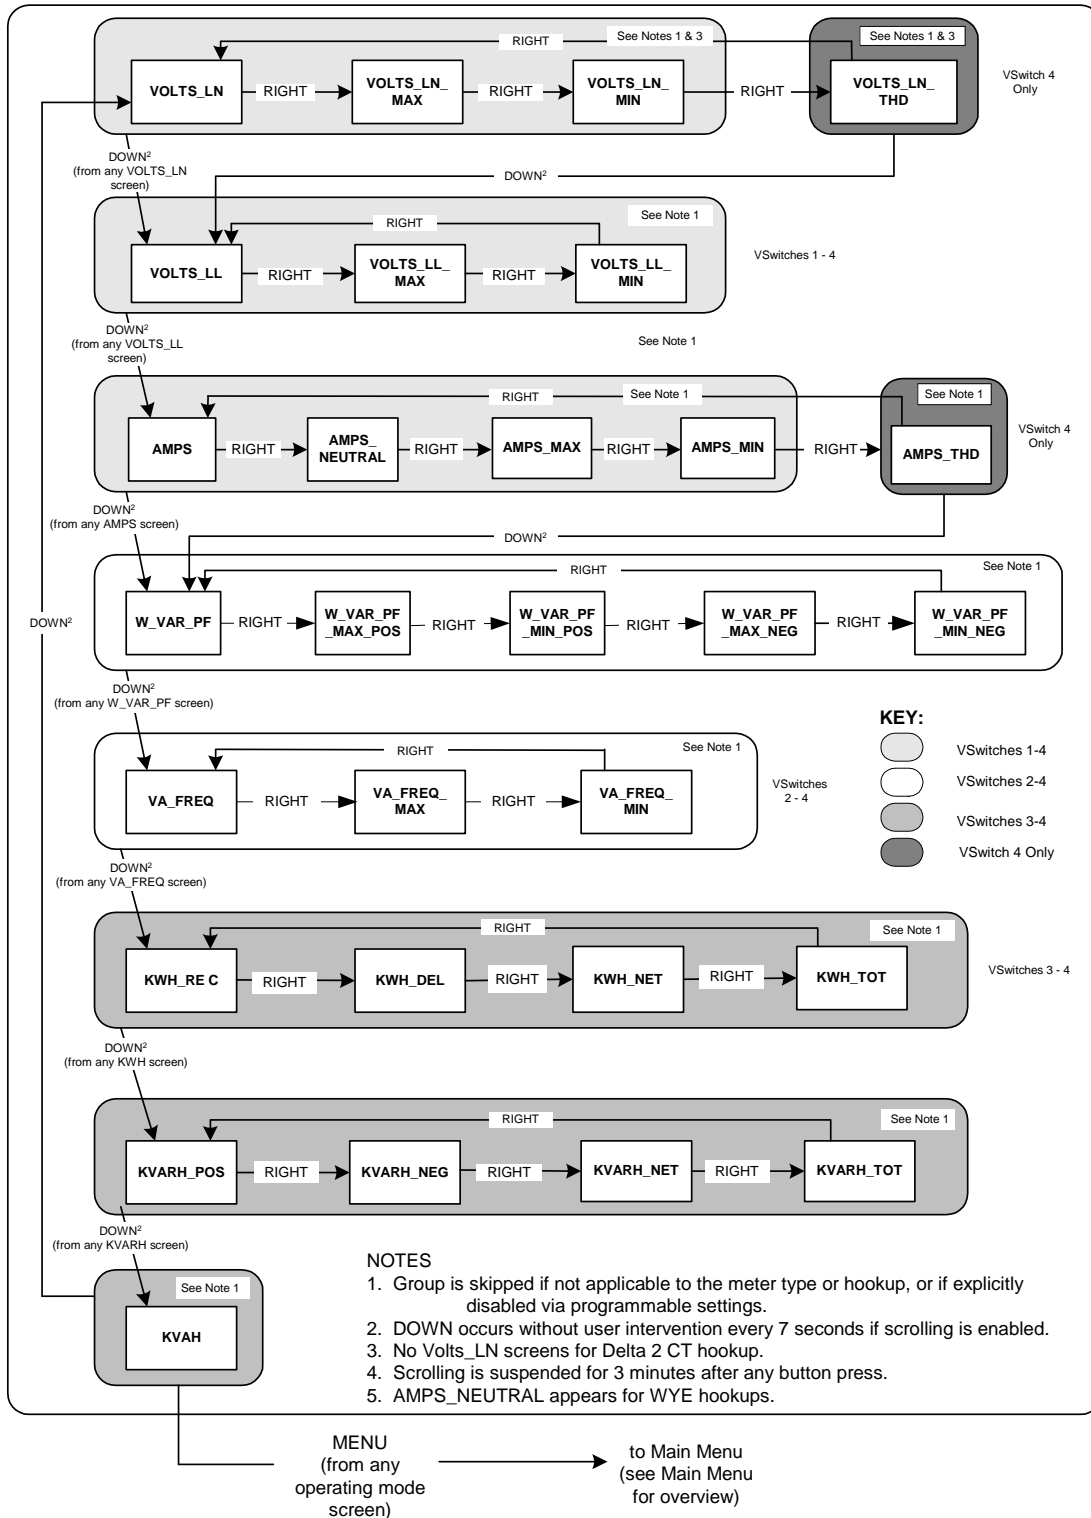 RIGHT
See Notes 1 & 3
See Notes 1 & 3
VOLTS_LN
RIGHT
VOLTS_LN_
MAX
RIGHT
VOLTS_LN_
MIN
RIGHT
VOLTS_LN_
THD
VSwitch 4
Only
DOWN2
(from any VOLTS_LN
screen)
DOWN2
RIGHT
See Note 1
VOLTS_LL
RIGHT
VOLTS_LL_
MAX
RIGHT
VOLTS_LL_
MIN
VSwitches 1 - 4
DOWN2
(from any VOLTS_LL
screen)
See Note 1
RIGHT
See Note 1
See Note 1
AMPS
RIGHT
AMPS_
NEUTRAL
RIGHT
AMPS_MAX
RIGHT
AMPS_MIN
RIGHT
AMPS_THD
VSwitch 4
Only
DOWN2
(from any AMPS screen)
DOWN2
RIGHT
See Note 1
W_VAR_PF
RIGHT
W_VAR_PF
_MAX_POS
RIGHT
W_VAR_PF
_MIN_POS
RIGHT
W_VAR_PF
_MAX_NEG
RIGHT
W_VAR_PF
_MIN_NEG
DOWN2
DOWN2
(from any W_VAR_PF screen)
KEY:
VSwitches 1-4
VSwitches 2-4
VSwitches 3-4
VSwitch 4 Only
RIGHT
See Note 1
VA_FREQ
RIGHT
VA_FREQ_
MAX
RIGHT
VA_FREQ_
MIN
VSwitches
2 - 4
DOWN2
(from any VA_FREQ screen)
RIGHT
See Note 1
KWH_RE C
RIGHT
KWH_DEL
RIGHT
KWH_NET
RIGHT
KWH_TOT
VSwitches 3 - 4
DOWN2
(from any KWH screen)
RIGHT
See Note 1
KVARH_POS
RIGHT
KVARH_NEG
RIGHT
KVARH_NET
RIGHT
KVARH_TOT
DOWN2
(from any KVARH screen)
See Note 1
KVAH
NOTES
1. Group is skipped if not applicable to the meter type or hookup, or if explicitly
disabled via programmable settings.
2. DOWN occurs without user intervention every 7 seconds if scrolling is enabled.
3. No Volts_LN screens for Delta 2 CT hookup.
4. Scrolling is suspended for 3 minutes after any button press.
5. AMPS_NEUTRAL appears for WYE hookups.
MENU
(from any
operating mode
screen)
to Main Menu
(see Main Menu
for overview)